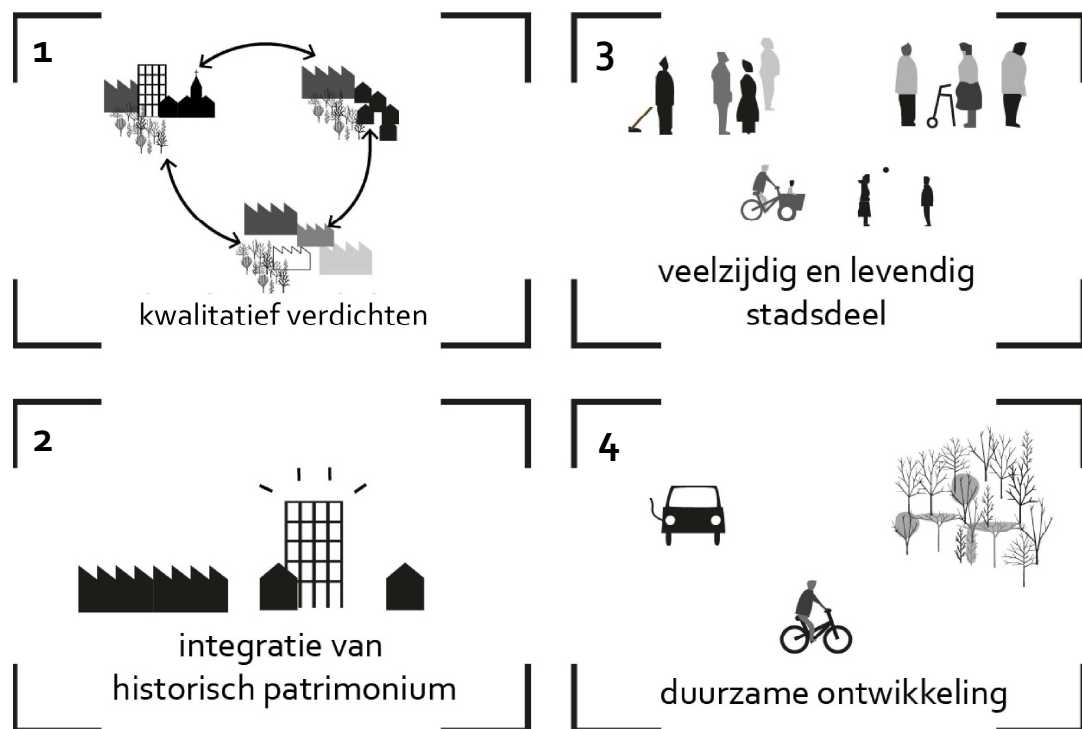 1
kwalitatief verdichten
2
integratie van
historisch patrimonium
3
veelzijdig en levendig
stadsdeel
4
duurzame ontwikkeling